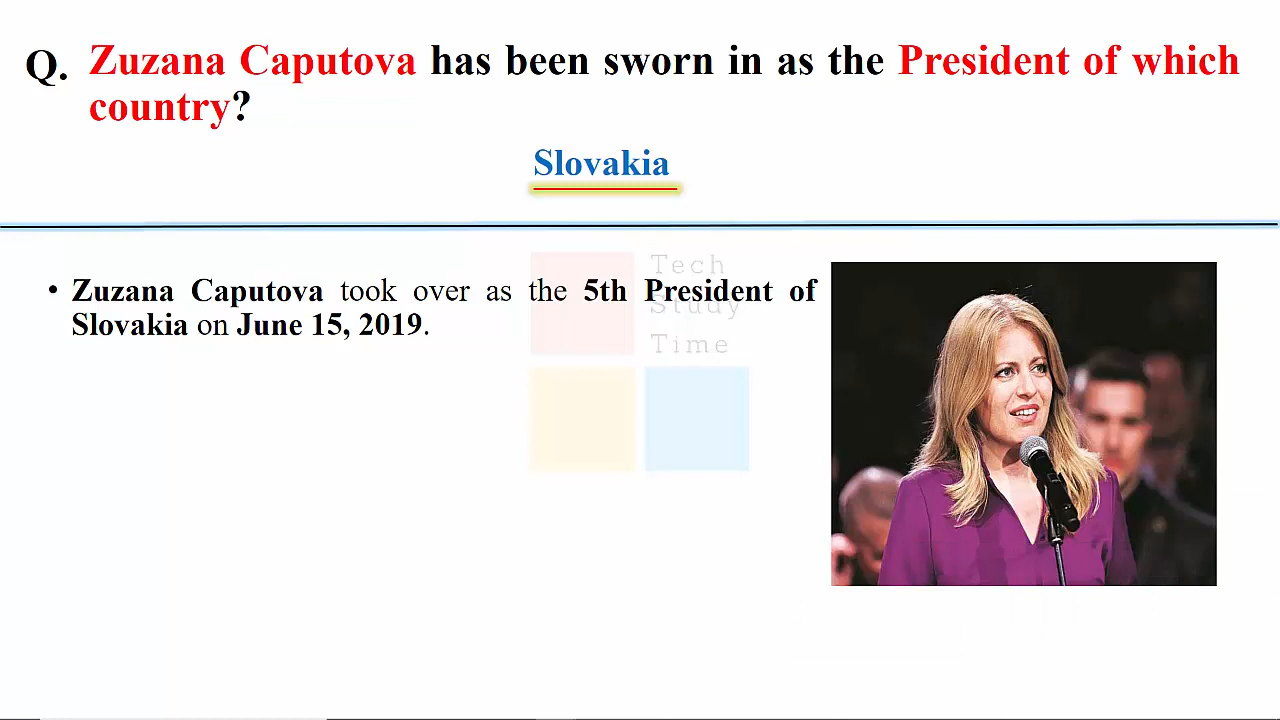 Q. Zuzana Caputova has been sworn in as the President of which
country?
Slovakia
• Zuzana Caputova took over as the 5th President of
Slovakia on June 15, 2019.
Tech
Study
Time